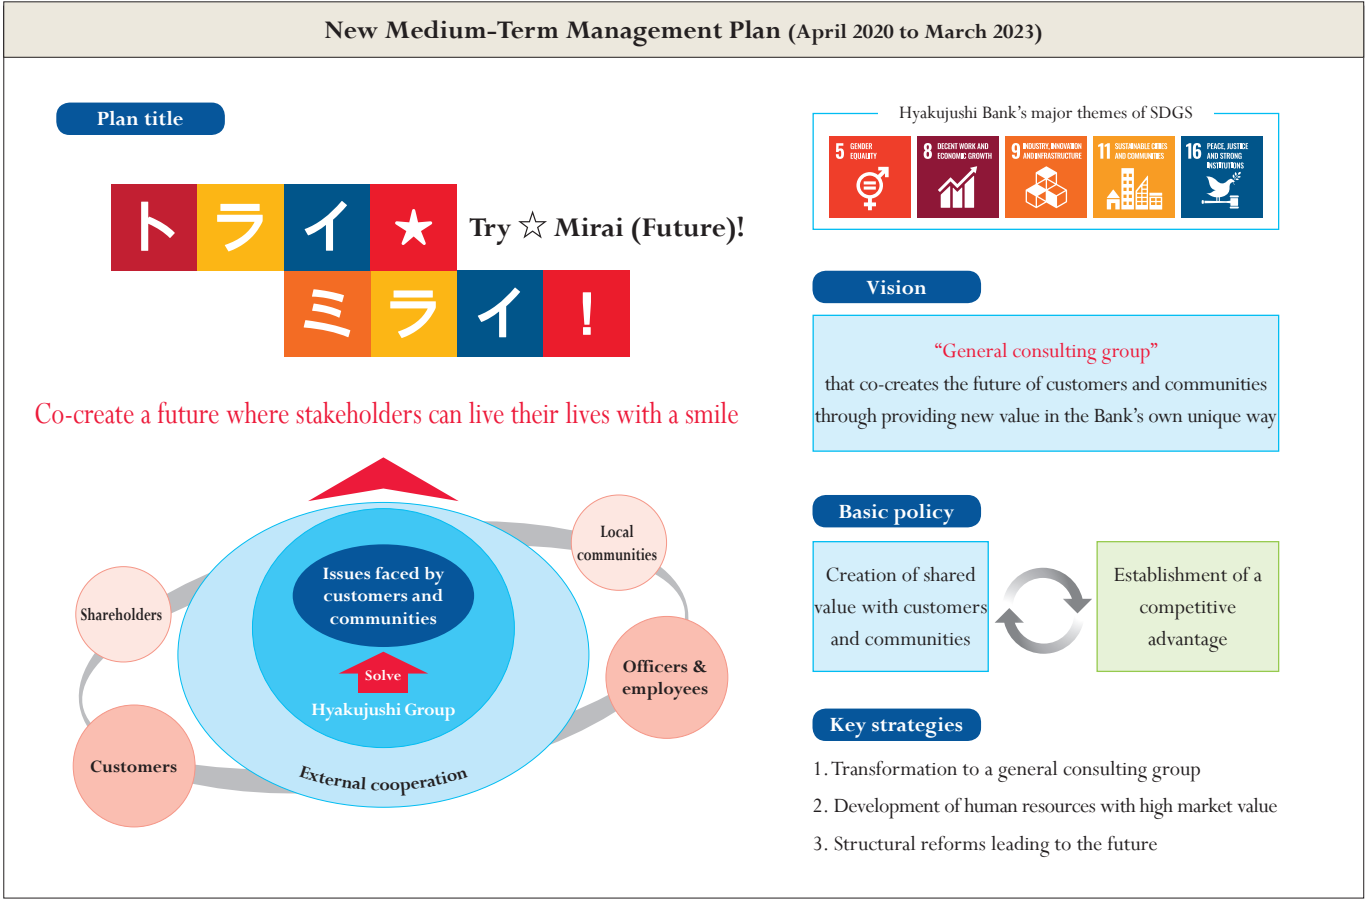 New Medium-Term Management Plan (April 2020 to March 2023)
Plan title
トライ★
ミライ！
Try ☆ Mirai (Future)!
Co-create a future where stakeholders can live their lives with a smile
Shareholders
Customers
Local
communities
Officers &
employees
Issues faced by
customers and
communities
Solve
Hyakujushi Group
External cooperation
Hyakujushi Bank’s major themes of SDGS
5 GENDER
EQUALITY
8 DECENT WORK AND
ECONOMIC GROWTH
9 INDUSTRY, INNOVATION
AND INFRASTRUCTURE
11 SUSTAINABLE CITIES
AND COMMUNITIES
16 PEACE, JUSTICE
AND STRONG
INSTITUTIONS
Vision
“General consulting group”
that co-creates the future of customers and communities
through providing new value in the Bank’s own unique way
Basic policy
Creation of shared
value with customers
and communities
Establishment of a
competitive
advantage
Key strategies
1. Transformation to a general consulting group
2. Development of human resources with high market value
3. Structural reforms leading to the future